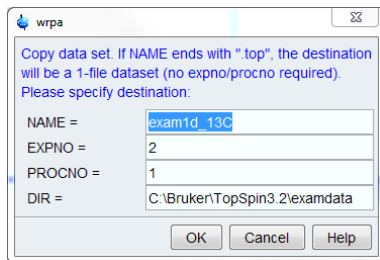 wrpa
Copy data set. If NAME ends with ".top", the destination
will be a 1-file dataset (no expno/procno required).
Please specify destination:
NAME = exam1d_13C
EXPNO = 2
PROCNO = 1
DIR = C:\Bruker\TopSpin3.2\examdata
OK Cancel Help